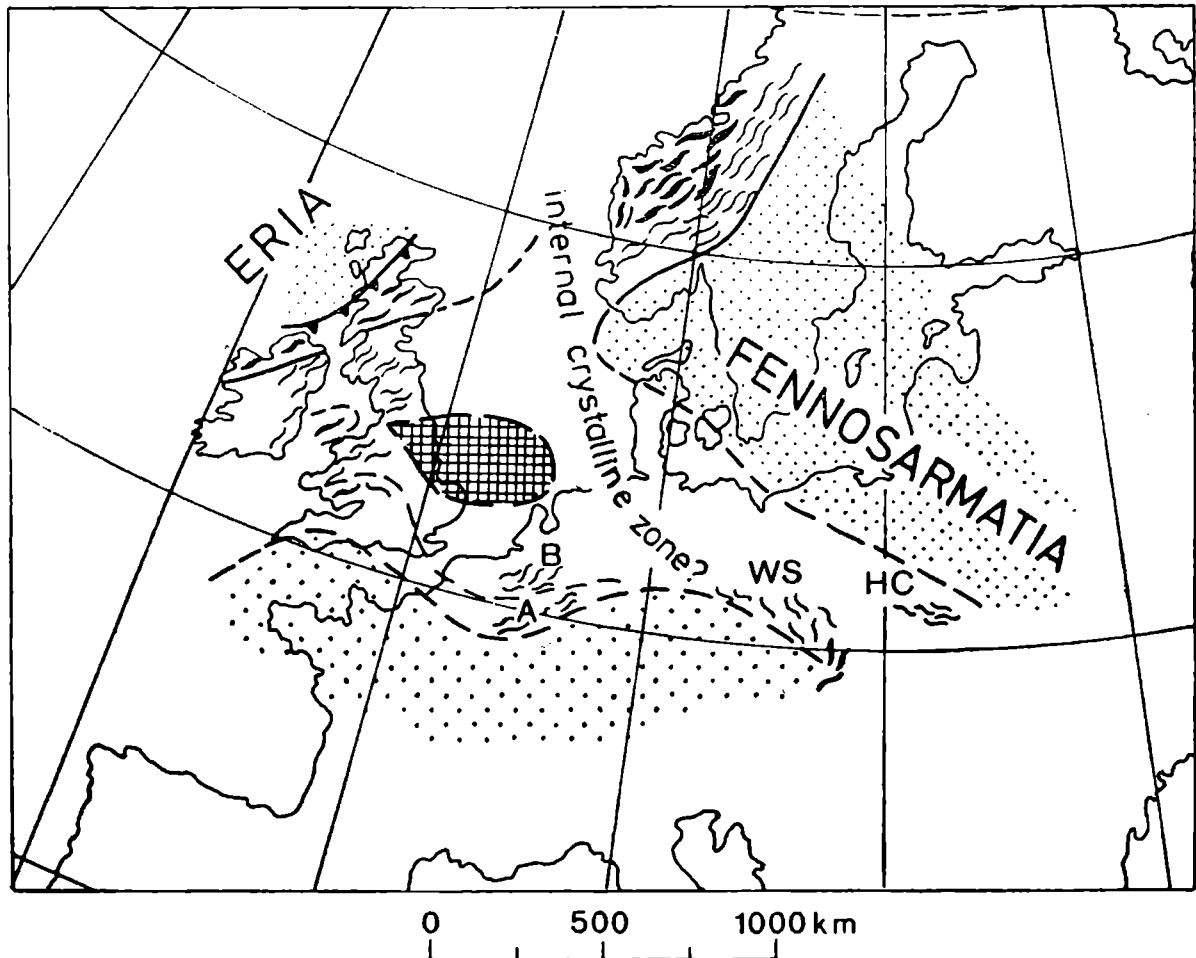 ERIA
internal crystalline zone?
FENNOSARMATIA
B
A
WS
HC
0 500 1000 km